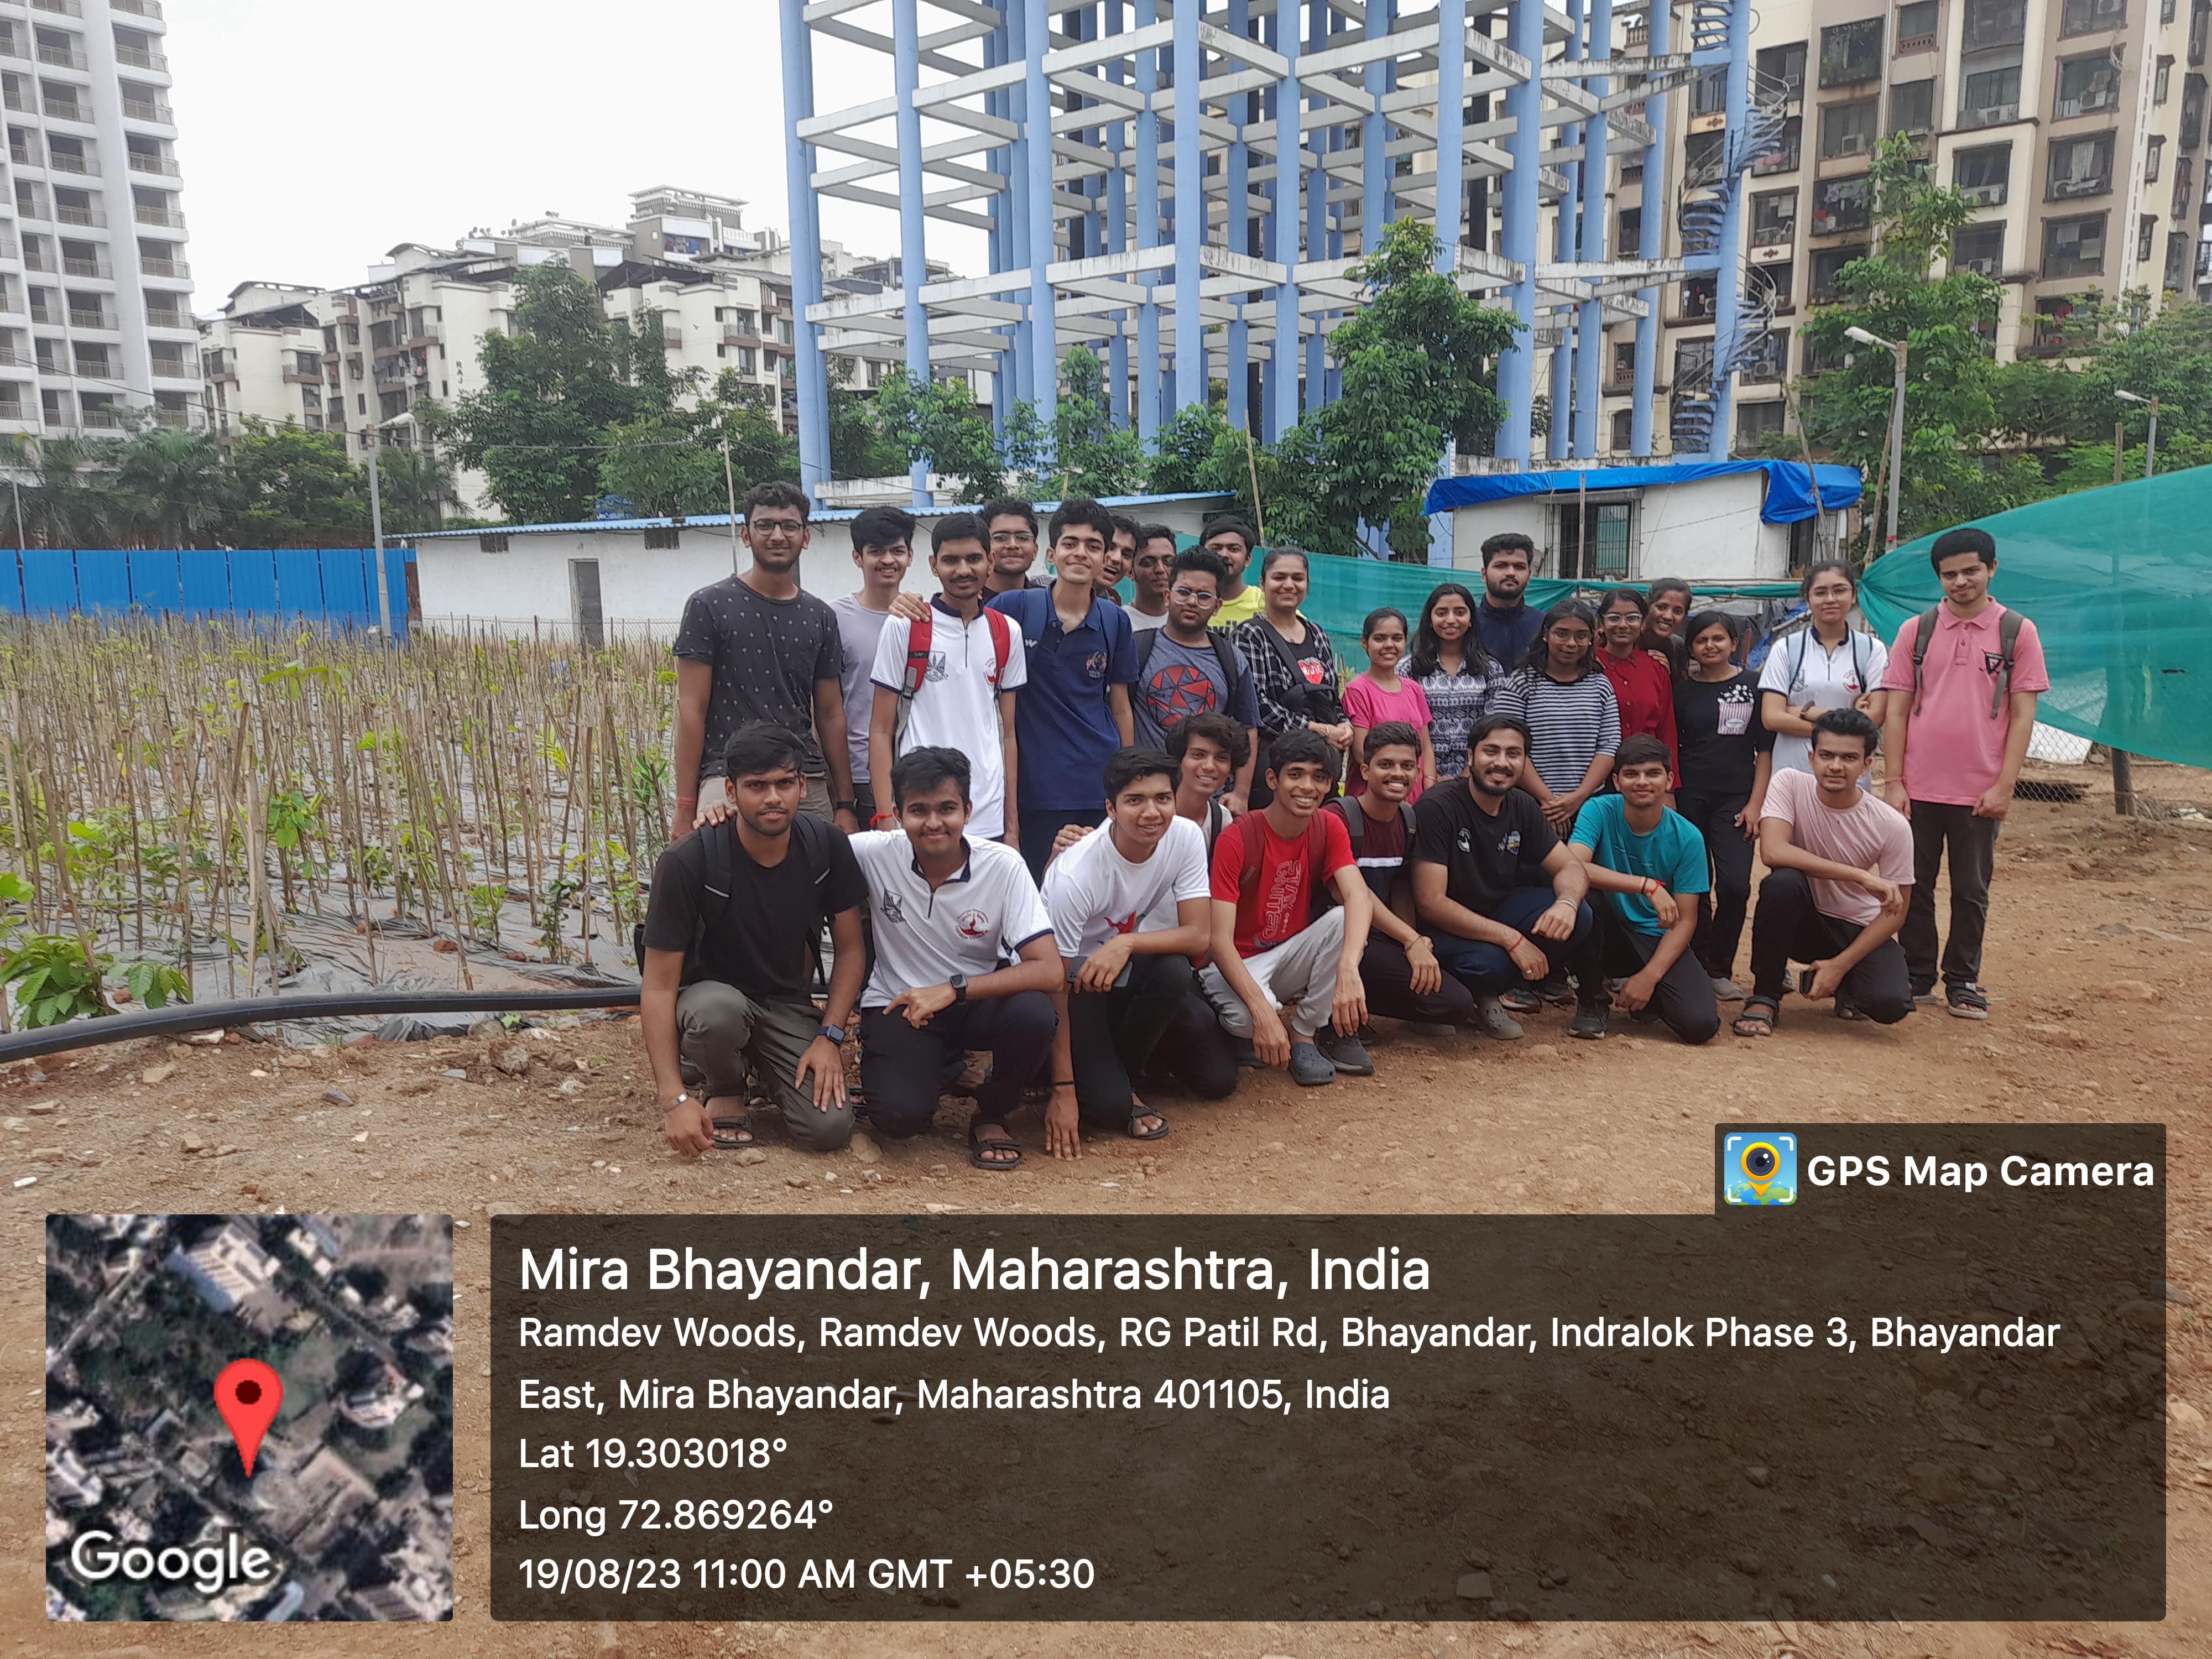 GPS Map Camera
Mira Bhayandar, Maharashtra, India
Ramdev Woods, Ramdev Woods, RG Patil Rd, Bhayandar, Indralok Phase 3, Bhayandar
East, Mira Bhayandar, Maharashtra 401105, India
Lat 19.303018°
Long 72.869264°
19/08/23 11:00 AM GMT +05:30
Google